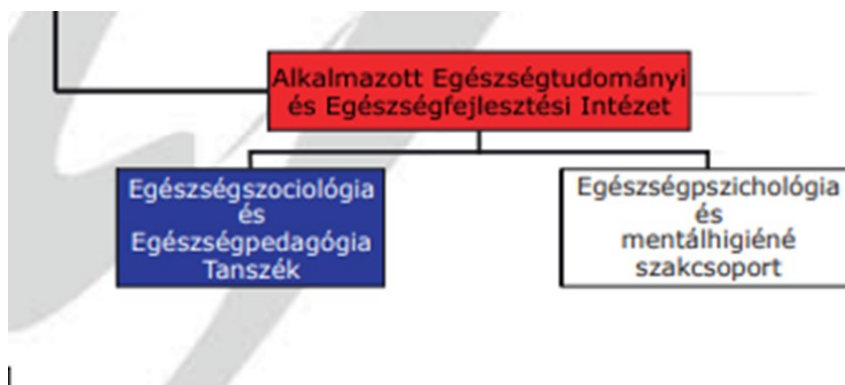 Alkalmazott Egészségtudományi
és Egészségfejlesztési Intézet
Egészségszociológia
és
Egészségpedagógia
Tanszék
Egészségpszichológia
és
mentálhigiéné
szakcsoport